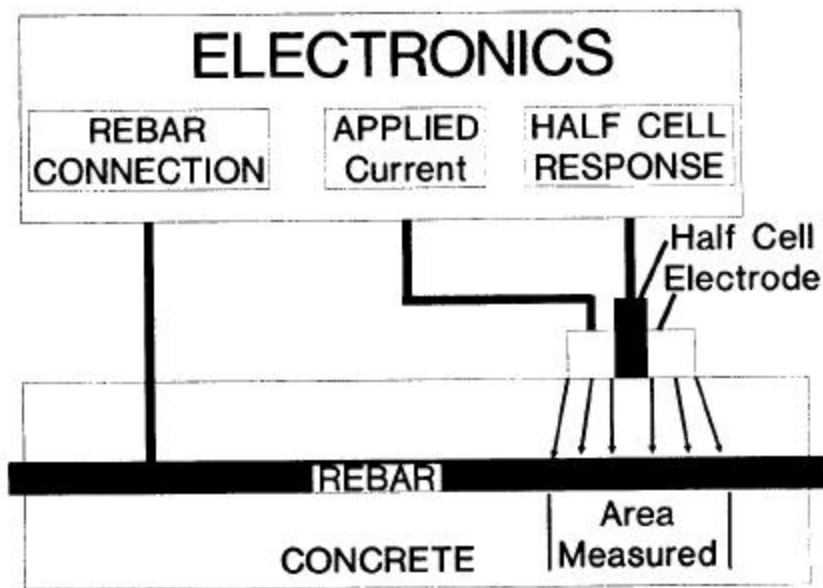 ELECTRONICS
REBAR
CONNECTION
APPLIED
Current
HALF CELL
RESPONSE
Half Cell
Electrode
REBAR
Area
Measured
CONCRETE